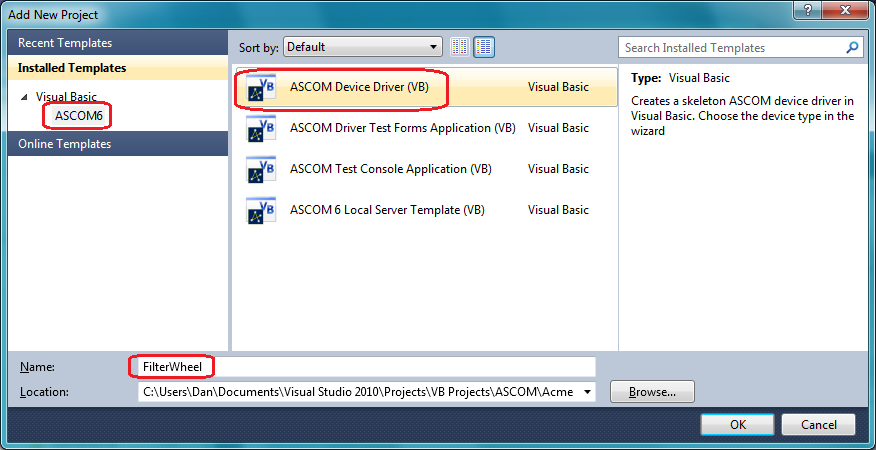 Add New Project
Recent Templates
Installed Templates
Visual Basic
ASCOM6
Online Templates
Sort by: Default
Search Installed Templates
ASCOM Device Driver (VB) Visual Basic
ASCOM Driver Test Forms Application (VB) Visual Basic
ASCOM Test Console Application (VB) Visual Basic
ASCOM 6 Local Server Template (VB) Visual Basic
Type: Visual Basic
Creates a skeleton ASCOM device driver in
Visual Basic. Choose the device type in the
wizard
Name: FilterWheel
Location: C:\Users\Dan\Documents\Visual Studio 2010\Projects\VB Projects\ASCOM\Acme
Browse...
OK Cancel